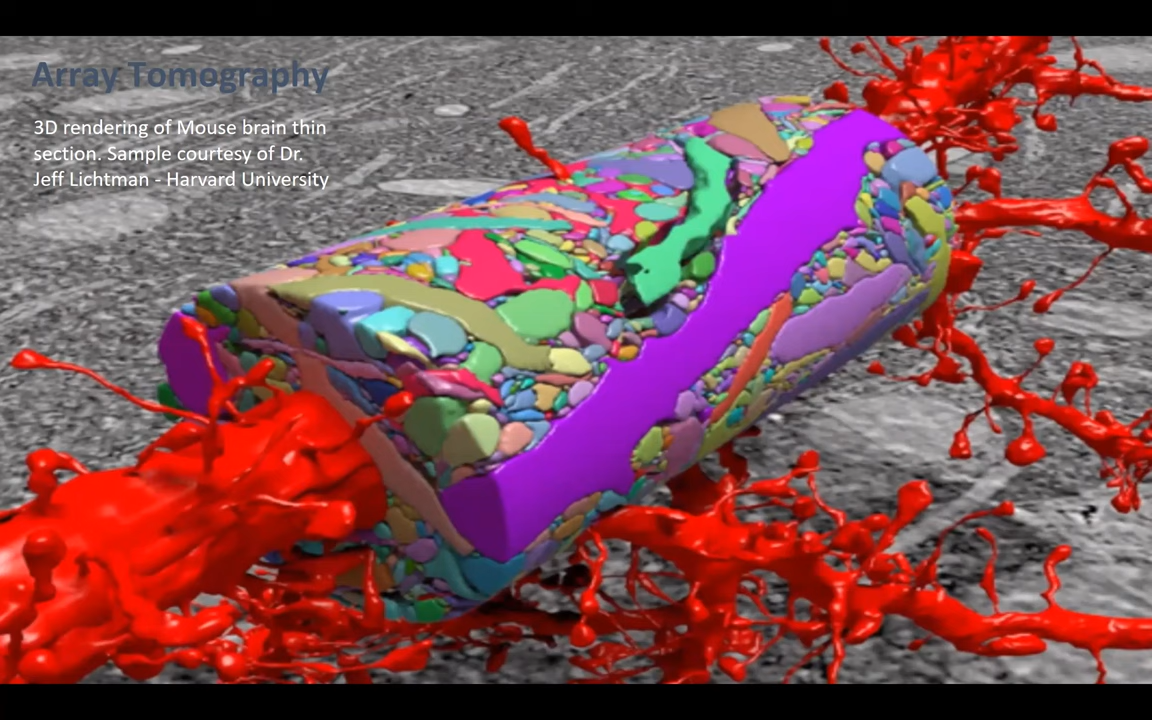 Array Tomography
3D rendering of Mouse brain thin
section. Sample courtesy of Dr.
Jeff Lichtman - Harvard University